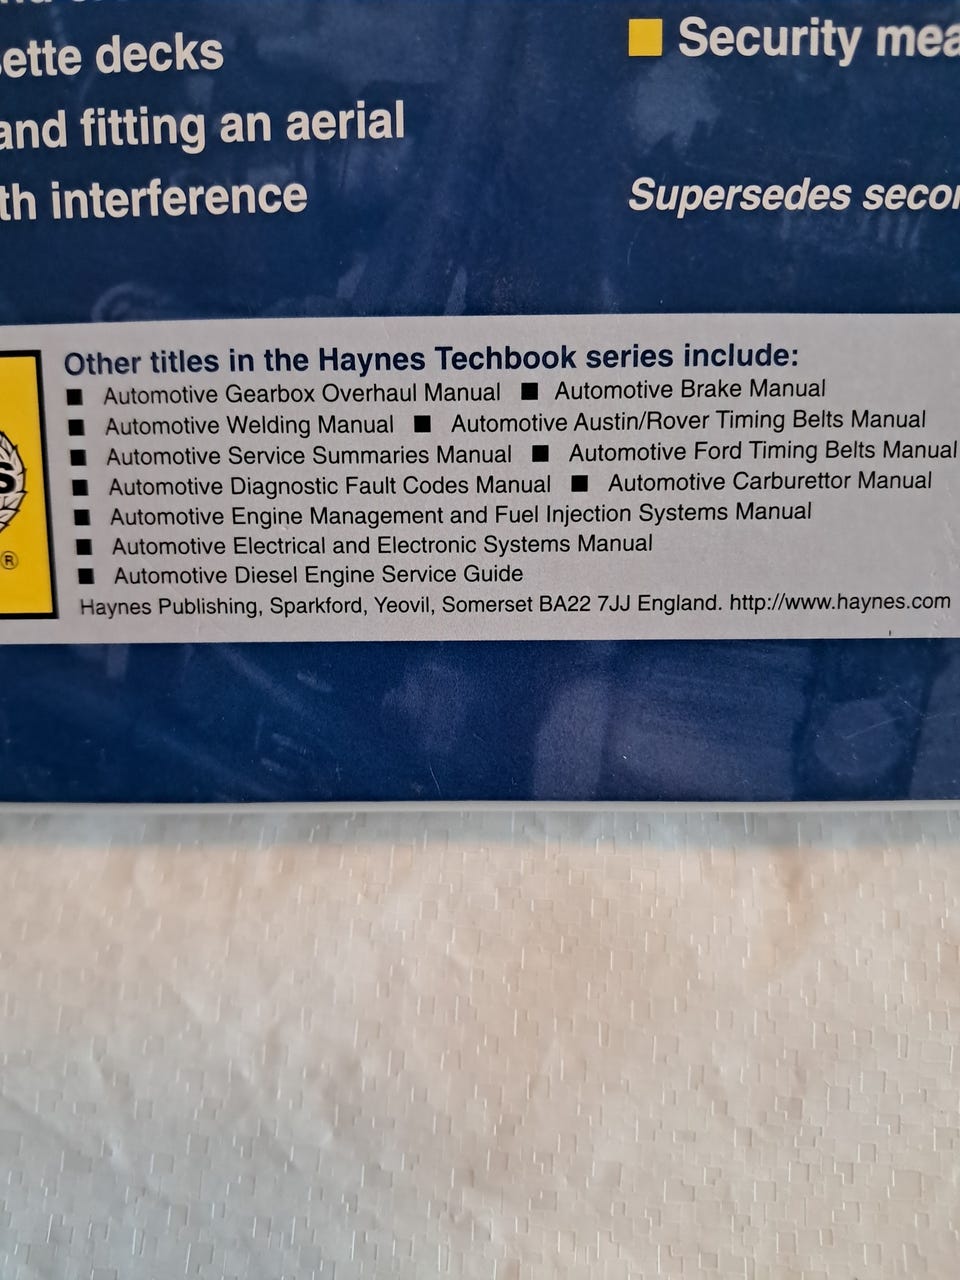 ette decks
and fitting an aerial
th interference
■ Security mea
Supersedes secon
Other titles in the Haynes Techbook series include:
■ Automotive Gearbox Overhaul Manual ■ Automotive Brake Manual
■ Automotive Welding Manual ■ Automotive Austin/Rover Timing Belts Manual
■ Automotive Service Summaries Manual ■ Automotive Ford Timing Belts Manual
■ Automotive Diagnostic Fault Codes Manual ■ Automotive Carburettor Manual
■ Automotive Engine Management and Fuel Injection Systems Manual
■ Automotive Electrical and Electronic Systems Manual
■ Automotive Diesel Engine Service Guide
Haynes Publishing, Sparkford, Yeovil, Somerset BA22 7JJ England. http://www.haynes.com
S
®